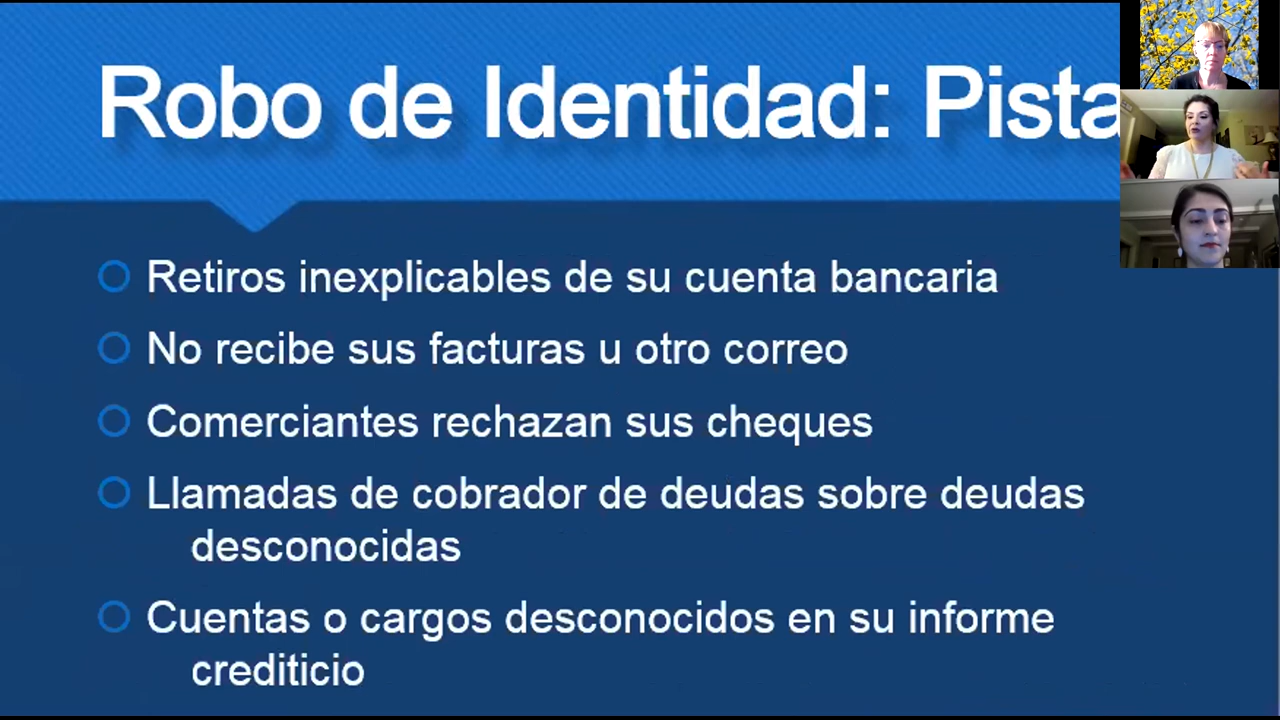 Robo de Identidad: Pista
Retiros inexplicables de su cuenta bancaria
No recibe sus facturas u otro correo
Comerciantes rechazan sus cheques
Llamadas de cobrador de deudas sobre deudas
desconocidas
Cuentas o cargos desconocidos en su informe
crediticio